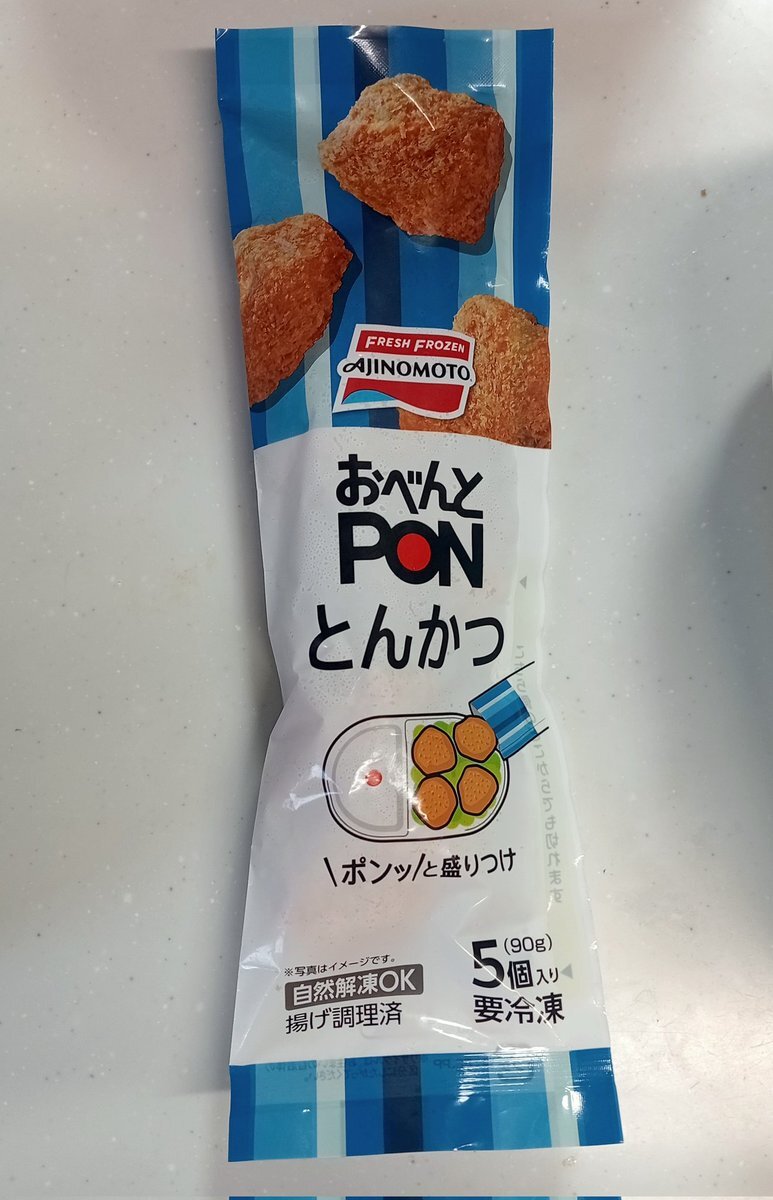 FRESH FROZEN
AJINOMOTO
おべんと
PON
とんかつ
\ポンッ/と盛りつけ
※写真はイメージです。
自然解凍OK
揚げ調理済
(90g)
5個入り
要冷凍